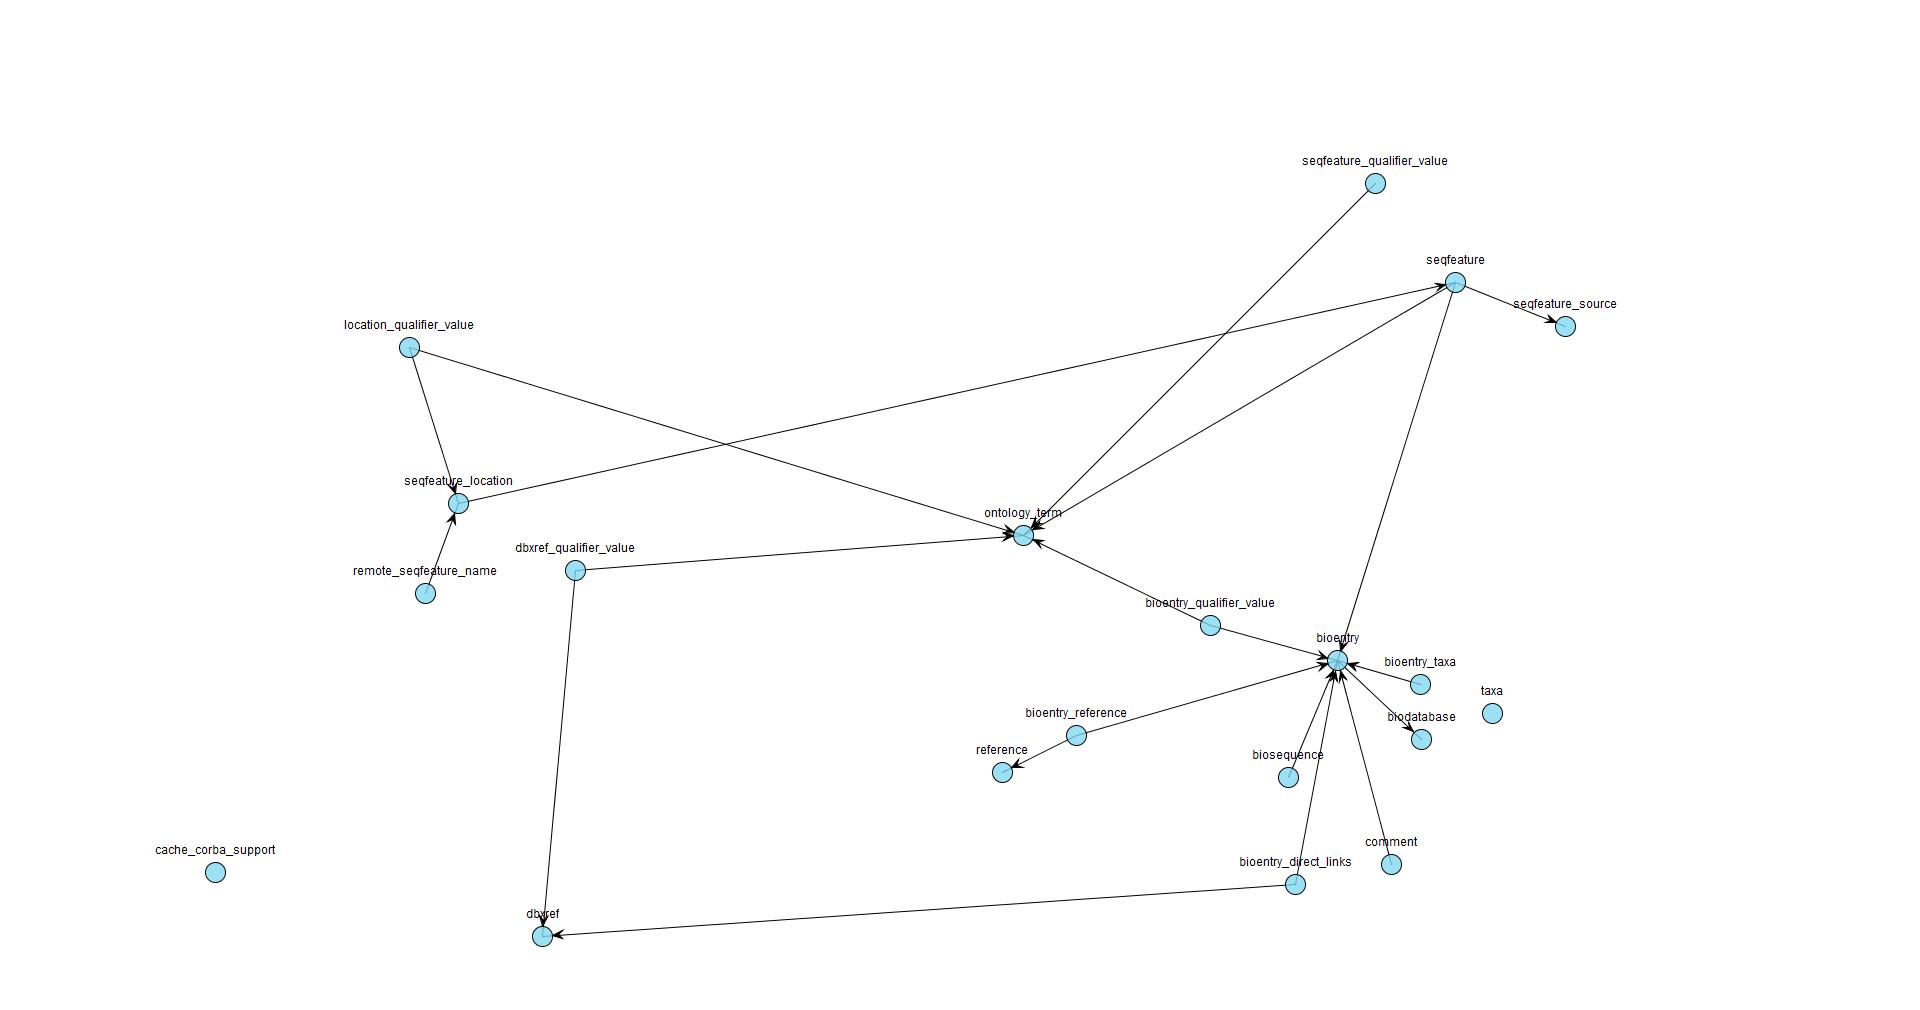 seqfeature_qualifier_value
seqfeature
seqfeature_source
location_qualifier_value
seqfeature_location
ontology_term
dbxref_qualifier_value
remote_seqfeature_name
bioentry_qualifier_value
bioentry
bioentry_taxa
taxa
bioentry_reference
biodatabase
reference
biosequence
comment
cache_corba_support
bioentry_direct_links
dbxref